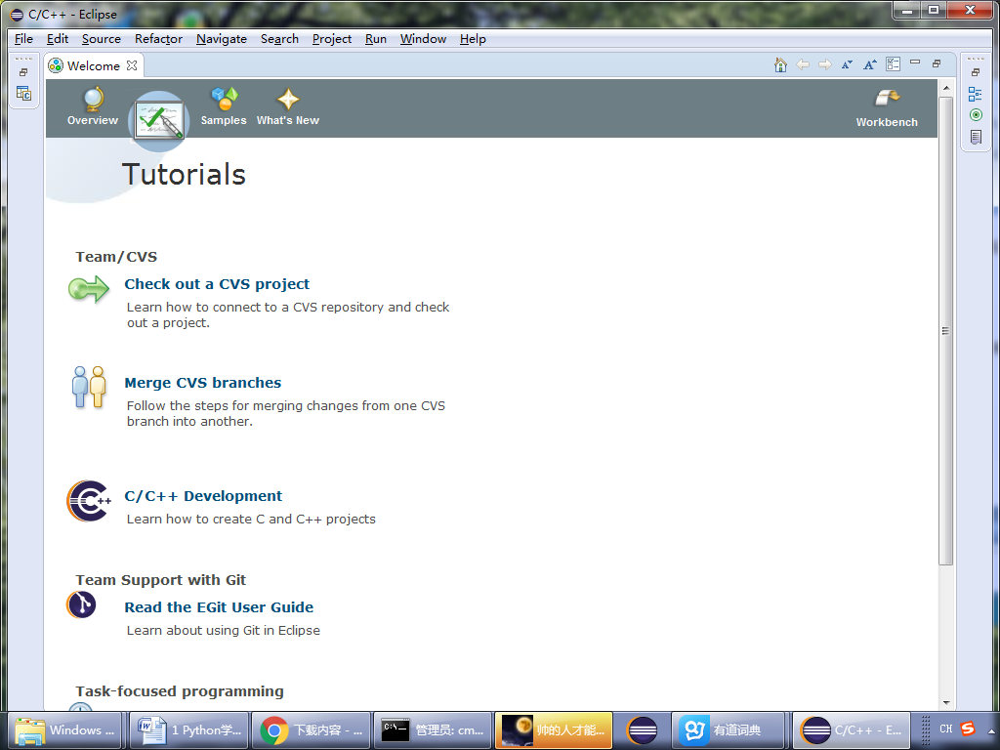 C/C++ - Eclipse
File Edit Source Refactor Navigate Search Project Run Window Help
Welcome
Overview Samples What's New Workbench
Tutorials
Team/CVS
Check out a CVS project
Learn how to connect to a CVS repository and check
out a project.
Merge CVS branches
Follow the steps for merging changes from one CVS
branch into another.
C/C++ Development
Learn how to create C and C++ projects
Team Support with Git
Read the EGit User Guide
Learn about using Git in Eclipse
Task-focused programming
Windows ... 1 Python学... 下载内容 - ... 管理员: cm... 帅的人才能... 有道词典 C/C++ - E... CH